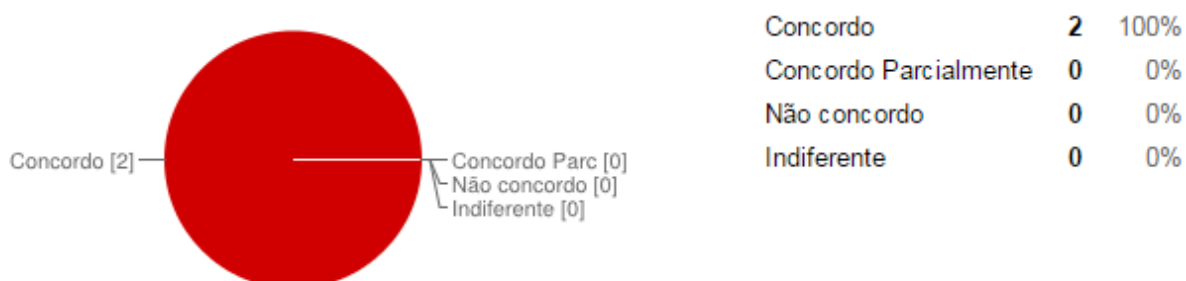 Concordo [2]
Concordo Parc [0]
Não concordo [0]
Indiferente [0]
Concordo 2 100%
Concordo Parcialmente 0 0%
Não concordo 0 0%
Indiferente 0 0%